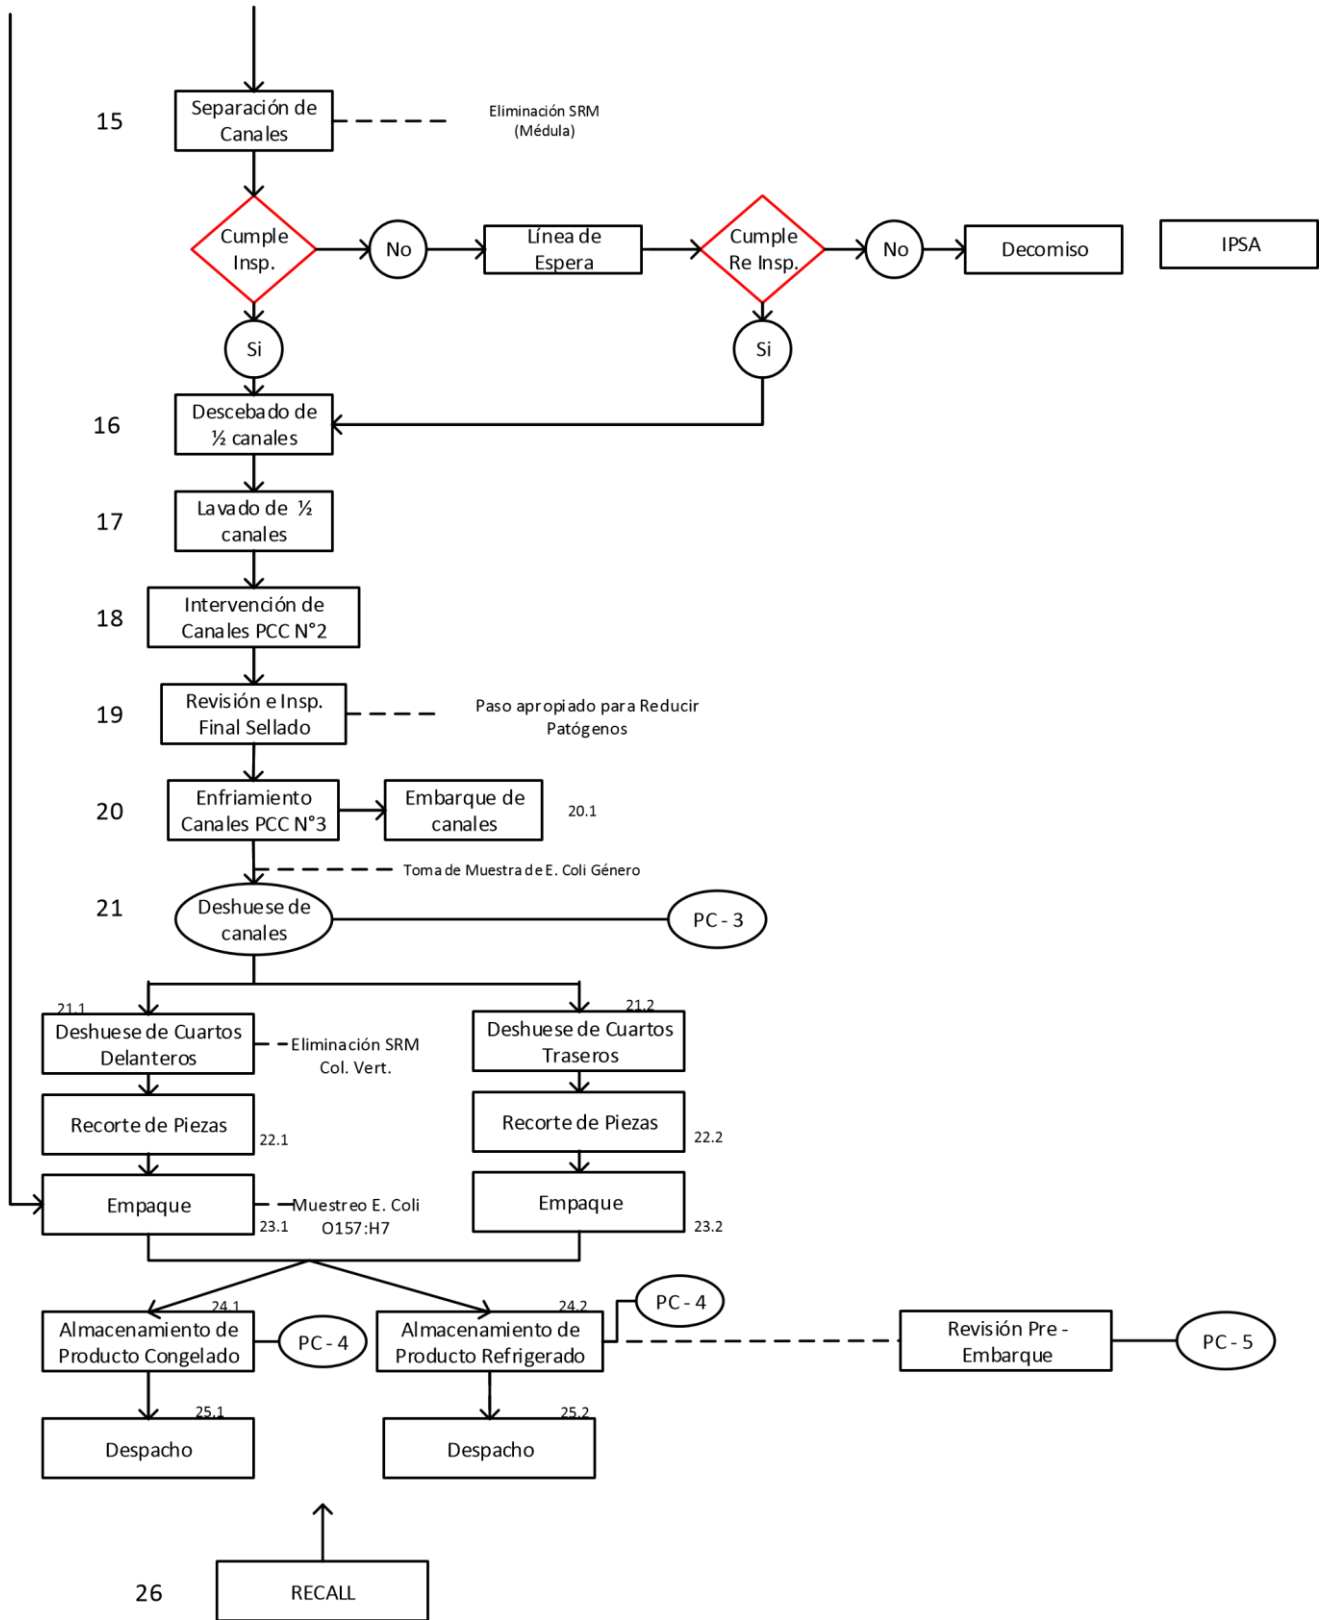 15
Separación de
Canales
Eliminación SRM
(Médula)
Cumple
Insp.
No
Línea de
Espera
Cumple
Re Insp.
No
Decomiso
IPSA
Si
Si
16
Descebado de
½ canales
17
Lavado de ½
canales
18
Intervención de
Canales PCC N°2
19
Revisión e Insp.
Final Sellado
Paso apropiado para Reducir
Patógenos
20
Enfriamiento
Canales PCC N°3
Embarque de
canales
20.1
Toma de Muestra de E. Coli Género
21
Deshuese de
canales
PC - 3
21.1
Deshuese de Cuartos
Delanteros
Eliminación SRM
Col. Vert.
21.2
Deshuese de Cuartos
Traseros
Recorte de Piezas
22.1
Recorte de Piezas
22.2
Empaque
23.1
Muestreo E. Coli
O157:H7
Empaque
23.2
24.1
Almacenamiento de
Producto Congelado
PC - 4
24.2
Almacenamiento de
Producto Refrigerado
PC - 4
Revisión Pre -
Embarque
PC - 5
25.1
Despacho
25.2
Despacho
26
RECALL